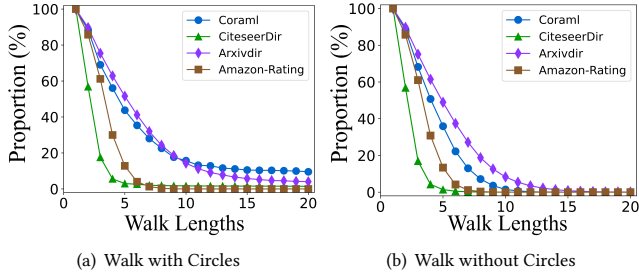 100
80
60
40
20
0
Proportion (%)
Coraml
CiteseerDir
Arxivdir
Amazon-Rating
0 5 10 15 20
Walk Lengths
(a) Walk with Circles
100
80
60
40
20
0
Proportion (%)
Coraml
CiteseerDir
Arxivdir
Amazon-Rating
0 5 10 15 20
Walk Lengths
(b) Walk without Circles